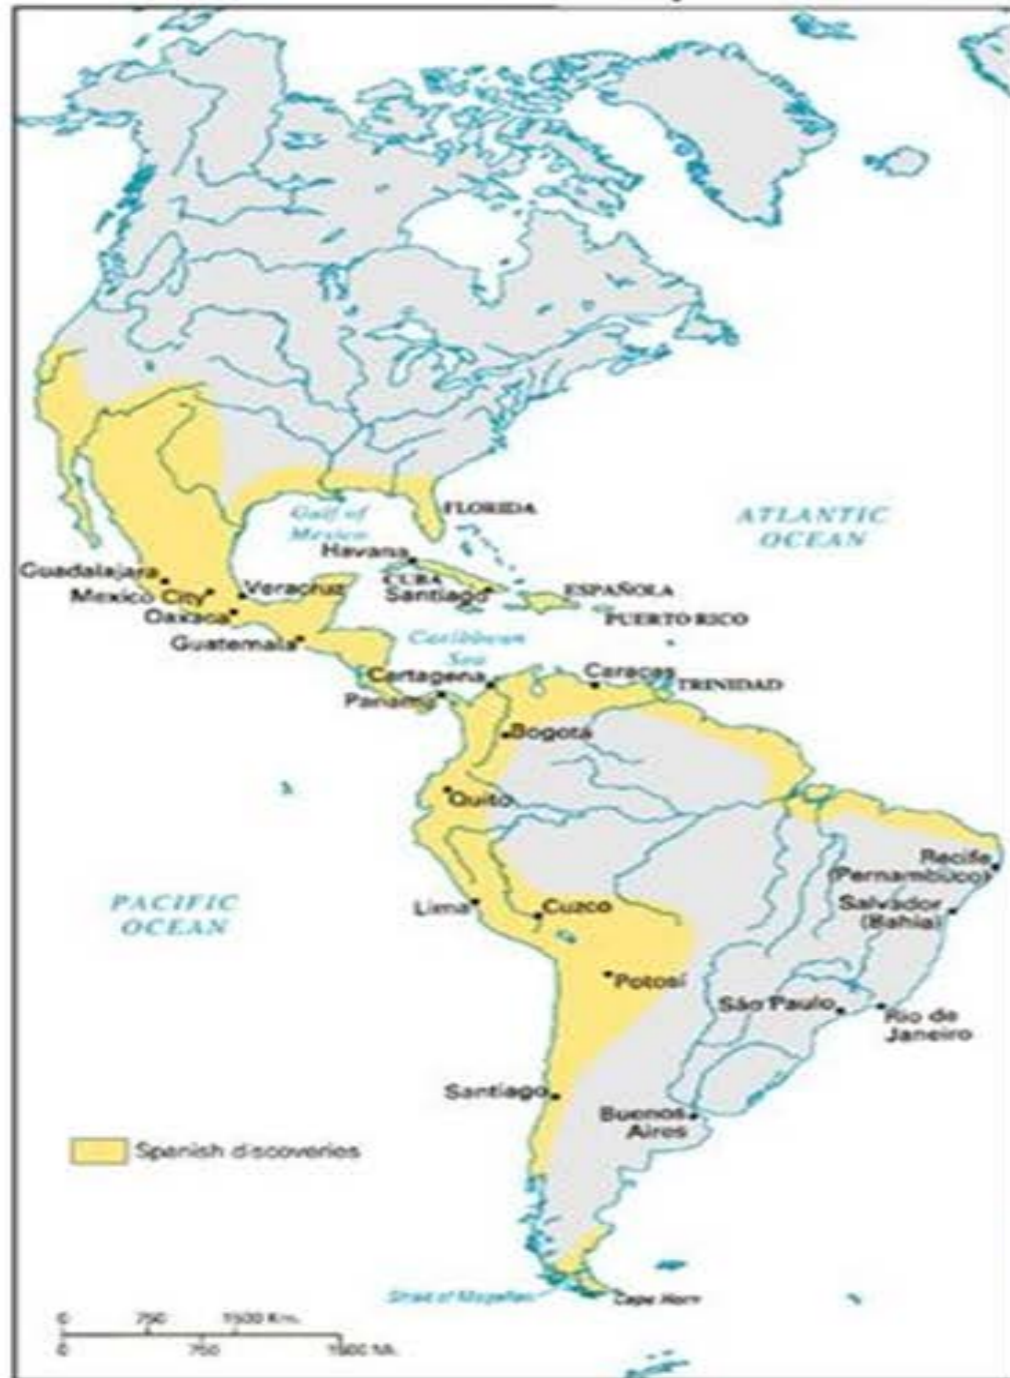 FLORIDA
Gulf of
Mexico
ATLANTIC
OCEAN
Havana
Guadalajara
CUBA
Veracruz
ESPAÑOLA
Mexico City
Santiago
Oaxaca
PUERTO RICO
Guatemala
Caribbean
Sea
Cartagena
Caracas
Panama
TRINIDAD
Bogotá
Quito
Recife
(Pernambuco)
PACIFIC
OCEAN
Lima
Cuzco
Salvador
(Bahia)
Potosí
São Paulo
Rio de
Janeiro
Santiago
Buenos
Aires
Spanish discoveries
Strait of Magellan
Cape Horn
0 750 1500 Km.
0 750 1500 Mi.